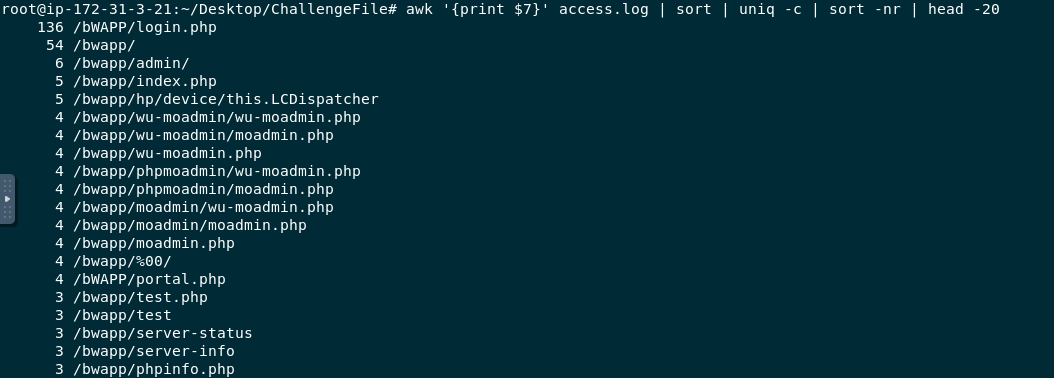 root@ip-172-31-3-21:~/Desktop/ChallengeFile# awk '{print $7}' access.log | sort | uniq -c | sort -nr | head -20
136 /bWAPP/login.php
54 /bwapp/
6 /bwapp/admin/
5 /bwapp/index.php
5 /bwapp/hp/device/this.LCDispatcher
4 /bwapp/wu-moadmin/wu-moadmin.php
4 /bwapp/wu-moadmin/moadmin.php
4 /bwapp/wu-moadmin.php
4 /bwapp/phpmoadmin/wu-moadmin.php
4 /bwapp/phpmoadmin/moadmin.php
4 /bwapp/moadmin/wu-moadmin.php
4 /bwapp/moadmin/moadmin.php
4 /bwapp/moadmin.php
4 /bwapp/%00/
4 /bWAPP/portal.php
3 /bwapp/test.php
3 /bwapp/test
3 /bwapp/server-status
3 /bwapp/server-info
3 /bwapp/phpinfo.php